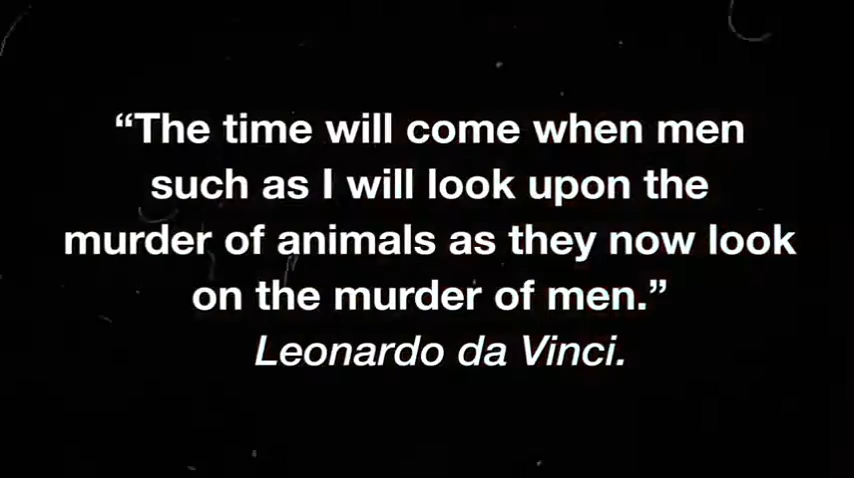 “The time will come when men
such as I will look upon the
murder of animals as they now look
on the murder of men.”
Leonardo da Vinci.